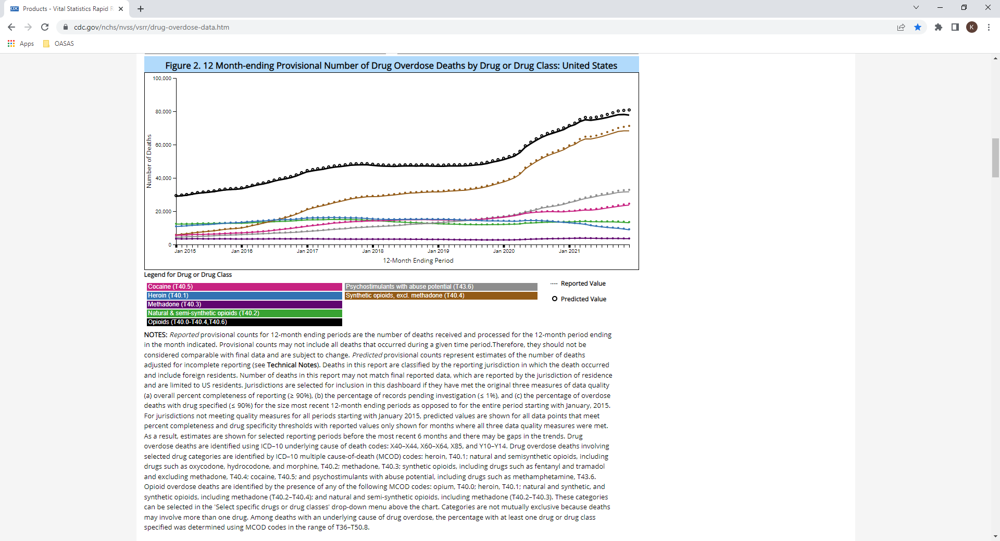 Products - Vital Statistics Rapid R
cdc.gov/nchs/nvss/vsrr/drug-overdose-data.htm
K
Apps
OASAS
Figure 2. 12 Month-ending Provisional Number of Drug Overdose Deaths by Drug or Drug Class: United States
100,000
80,000
60,000
40,000
20,000
0
Number of Deaths
Jan 2015 Jan 2016 Jan 2017 Jan 2018 Jan 2019 Jan 2020 Jan 2021
12-Month Ending Period
Legend for Drug or Drug Class
Cocaine (T40.5)
Heroin (T40.1)
Methadone (T40.3)
Natural & semi-synthetic opioids (T40.2)
Opioids (T40.0-T40.4,T40.6)
Psychostimulants with abuse potential (T43.6)
Synthetic opioids, excl. methadone (T40.4)
Reported Value
Predicted Value
NOTES: Reported provisional counts for 12-month ending periods are the number of deaths received and processed for the 12-month period ending
in the month indicated. Provisional counts may not include all deaths that occurred during a given time period.Therefore, they should not be
considered comparable with final data and are subject to change. Predicted provisional counts represent estimates of the number of deaths
adjusted for incomplete reporting (see Technical Notes). Deaths in this report are classified by the reporting jurisdiction in which the death occurred
and include foreign residents. Number of deaths in this report may not match final reported data, which are reported by the jurisdiction of residence
and are limited to US residents. Jurisdictions are selected for inclusion in this dashboard if they have met the original three measures of data quality
(a) overall percent completeness of reporting (≥ 90%), (b) the percentage of records pending investigation (≤ 1%), and (c) the percentage of overdose
deaths with drug specified (≤ 90%) for the size most recent 12-month ending periods as opposed to for the entire period starting with January, 2015.
For jurisdictions not meeting quality measures for all periods starting with January 2015, predicted values are shown for all data points that meet
percent completeness and drug specificity thresholds with reported values only shown for months where all three data quality measures were met.
As a result, estimates are shown for selected reporting periods before the most recent 6 months and there may be gaps in the trends. Drug
overdose deaths are identified using ICD–10 underlying cause of death codes: X40–X44, X60–X64, X85, and Y10–Y14. Drug overdose deaths involving
selected drug categories are identified by ICD–10 multiple cause-of-death (MCOD) codes: heroin, T40.1; natural and semisynthetic opioids, including
drugs such as oxycodone, hydrocodone, and morphine, T40.2; methadone, T40.3; synthetic opioids, including drugs such as fentanyl and tramadol
and excluding methadone, T40.4; cocaine, T40.5; and psychostimulants with abuse potential, including drugs such as methamphetamine, T43.6.
Opioid overdose deaths are identified by the presence of any of the following MCOD codes: opium, T40.0; heroin, T40.1; natural and synthetic, and
synthetic opioids, including methadone (T40.2–T40.4); and natural and semi-synthetic opioids, including methadone (T40.2–T40.3). These categories
can be selected in the 'Select specific drugs or drug classes' drop-down menu above the chart. Categories are not mutually exclusive because deaths
may involve more than one drug. Among deaths with an underlying cause of drug overdose, the percentage with at least one drug or drug class
specified was determined using MCOD codes in the range of T36–T50.8.